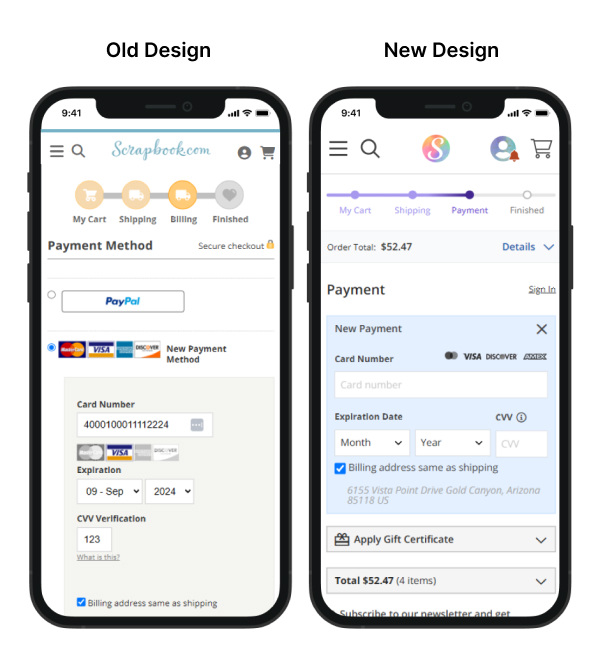 Old Design
9:41
Scrapbook.com
My Cart Shipping Billing Finished
Payment Method Secure checkout
PayPal
MasterCard VISA DISCOVER New Payment
Method
Card Number
4000100011112224
VISA DISCOVER
Expiration
09 - Sep 2024
CVV Verification
123
What is this?
Billing address same as shipping
New Design
9:41
S
My Cart Shipping Payment Finished
Order Total: $52.47 Details
Payment Sign In
New Payment
Card Number VISA DISCOVER AMEX
Card number
Expiration Date CVV
Month Year CVV
Billing address same as shipping
6155 Vista Point Drive Gold Canyon, Arizona
85118 US
Apply Gift Certificate
Total $52.47 (4 items)
Subscribe to our newsletter and get